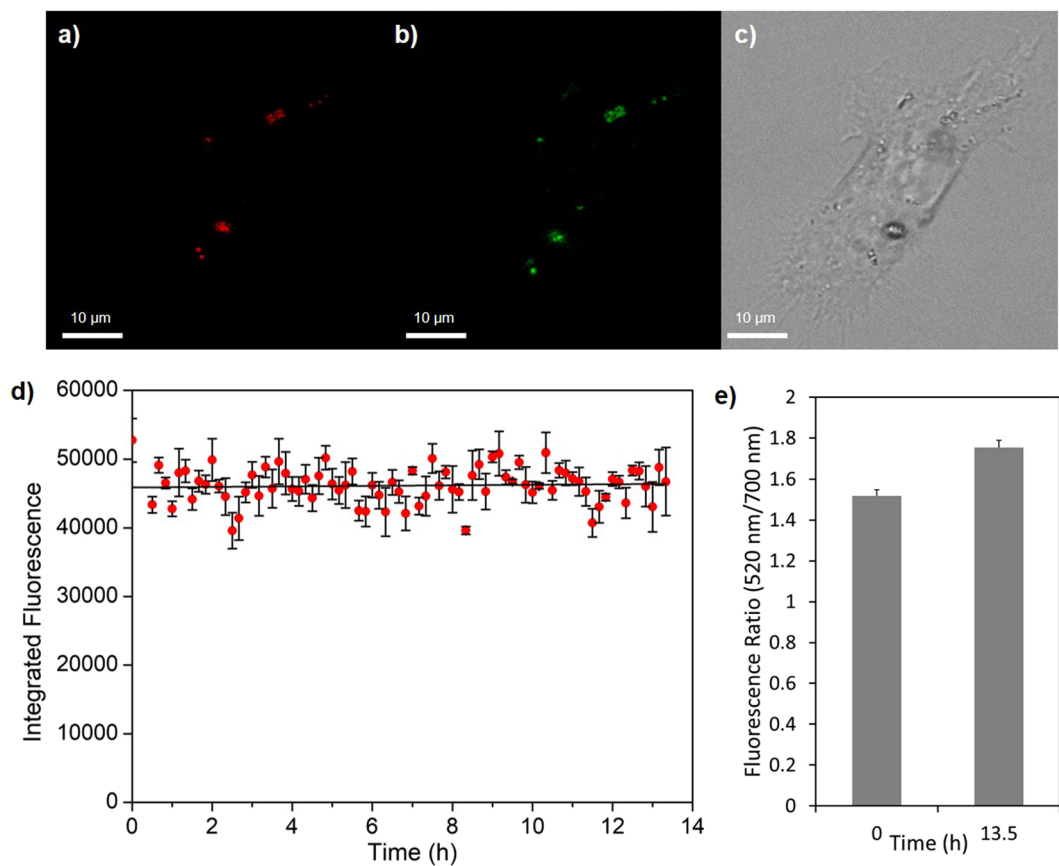 a)
b)
c)
10 µm
10 µm
10 µm
d)
60000
50000
40000
30000
20000
10000
0
Integrated Fluorescence
0 2 4 6 8 10 12 14
Time (h)
e)
2
1.8
1.6
1.4
1.2
1
0.8
0.6
0.4
0.2
0
Fluorescence Ratio (520 nm/700 nm)
0 13.5
Time (h)